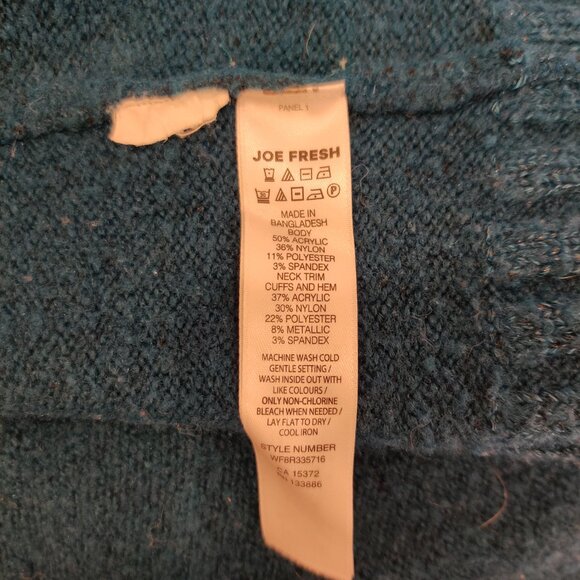 PANEL 1
JOE FRESH
MADE IN
BANGLADESH
BODY
50% ACRYLIC
36% NYLON
11% POLYESTER
3% SPANDEX
NECK TRIM
CUFFS AND HEM
37% ACRYLIC
30% NYLON
22% POLYESTER
8% METALLIC
3% SPANDEX
MACHINE WASH COLD
GENTLE SETTING /
WASH INSIDE OUT WITH
LIKE COLOURS /
ONLY NON-CHLORINE
BLEACH WHEN NEEDED /
LAY FLAT TO DRY /
COOL IRON
STYLE NUMBER
WF8R335716
CA 15372
133886